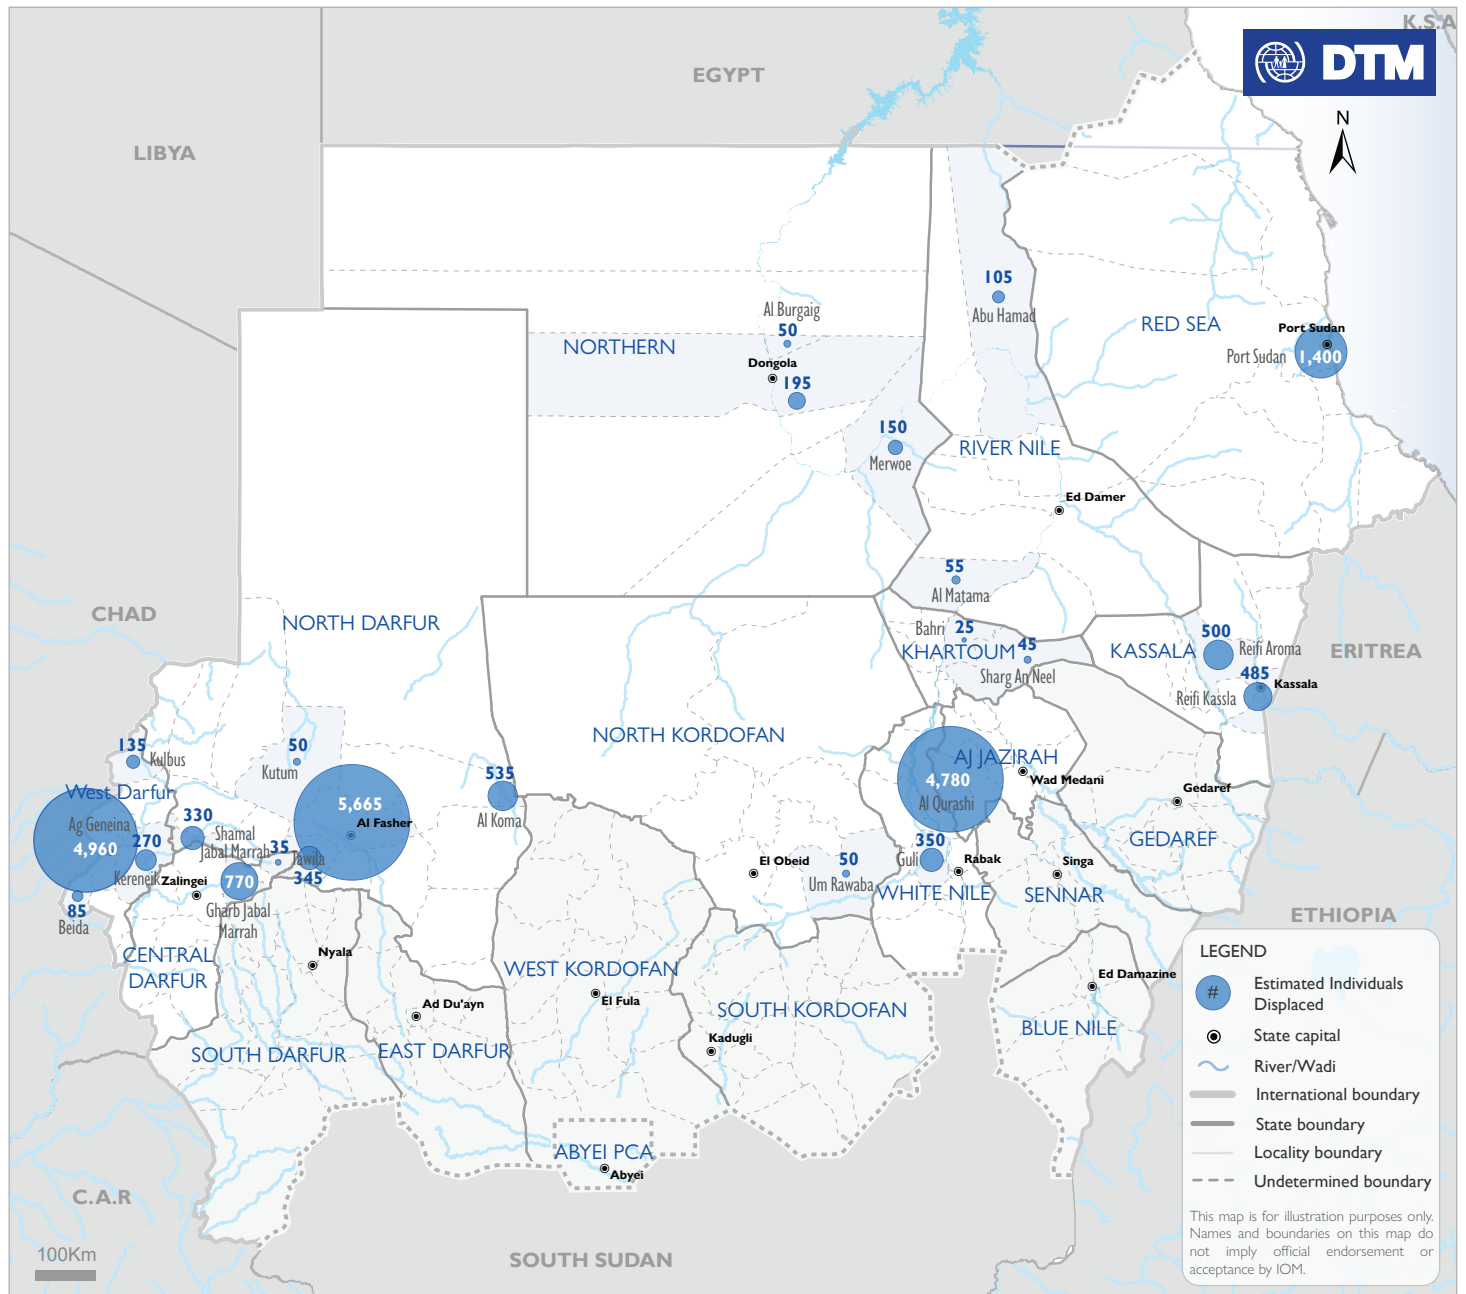 K.S.A
DTM
N
EGYPT
LIBYA
105
Abu Hamad
Al Burgaig
50
RED SEA
Port Sudan
Port Sudan
1,400
NORTHERN
Dongola
195
150
Merwoe
RIVER NILE
Ed Damer
55
Al Matama
CHAD
NORTH DARFUR
Bahri
25
KHARTOUM
45
Sharg An Neel
KASSALA
500
Reifi Aroma
ERITREA
485
Kassala
Reifi Kassla
NORTH KORDOFAN
135
Kulbus
50
Kutum
West Darfur
535
Al Koma
AJ JAZIRAH
4,780
Al Qurashi
Wad Medani
Gedaref
GEDAREF
5,665
Al Fasher
Ag Geneina
4,960
270
Kereneik
330
Shamal
Jabal Marrah
35
Tawila
345
770
Gharb Jabal
Marrah
Zalingei
85
Beida
El Obeid
50
Um Rawaba
350
Guli
Rabak
WHITE NILE
Singa
SENNAR
ETHIOPIA
CENTRAL
DARFUR
Nyala
WEST KORDOFAN
El Fula
Ad Du'ayn
SOUTH KORDOFAN
Kadugli
Ed Damazine
BLUE NILE
SOUTH DARFUR
EAST DARFUR
ABYEI PCA
Abyei
C.A.R
SOUTH SUDAN
100Km
LEGEND
#
Estimated Individuals
Displaced
State capital
River/Wadi
International boundary
State boundary
Locality boundary
Undetermined boundary
This map is for illustration purposes only.
Names and boundaries on this map do
not imply official endorsement or
acceptance by IOM.